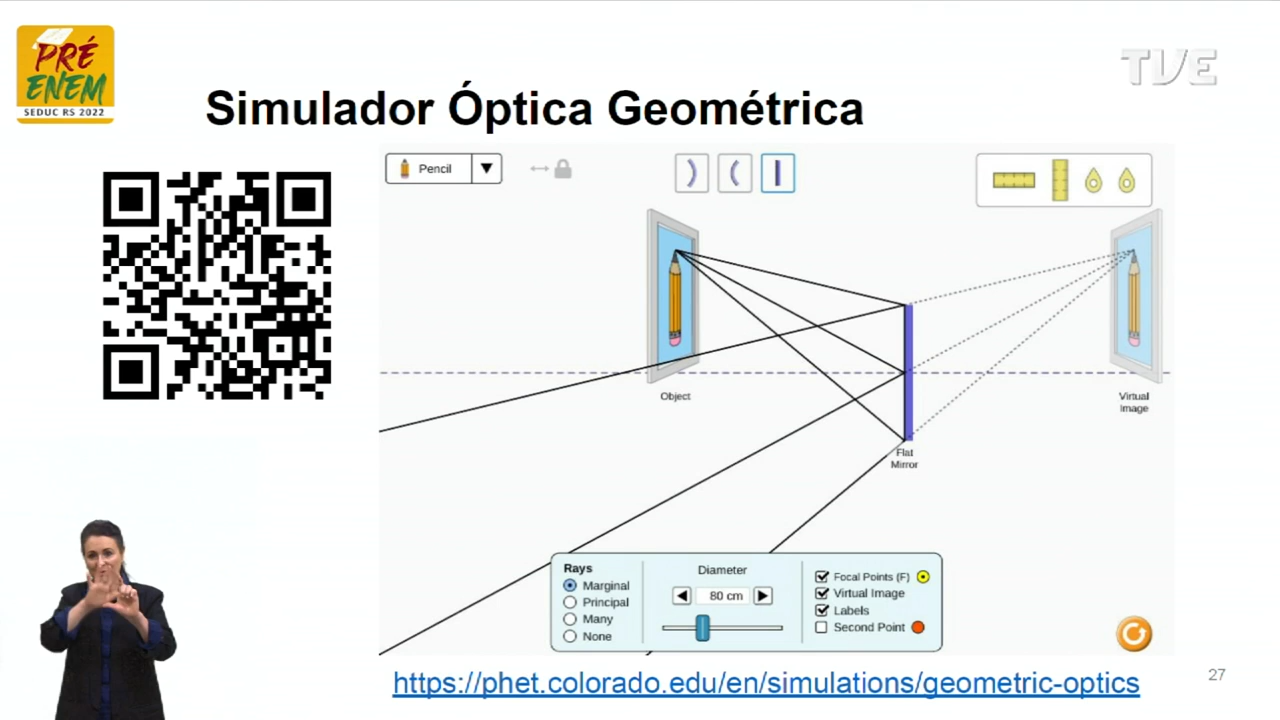 PRÉ
ENEM
SEDUC RS 2022
TVE
Simulador Óptica Geométrica
Pencil
Object
Virtual
Image
Flat
Mirror
Rays
Marginal
Principal
Many
None
Diameter
80 cm
Focal Points (F)
Virtual Image
Labels
Second Point
https://phet.colorado.edu/en/simulations/geometric-optics
27